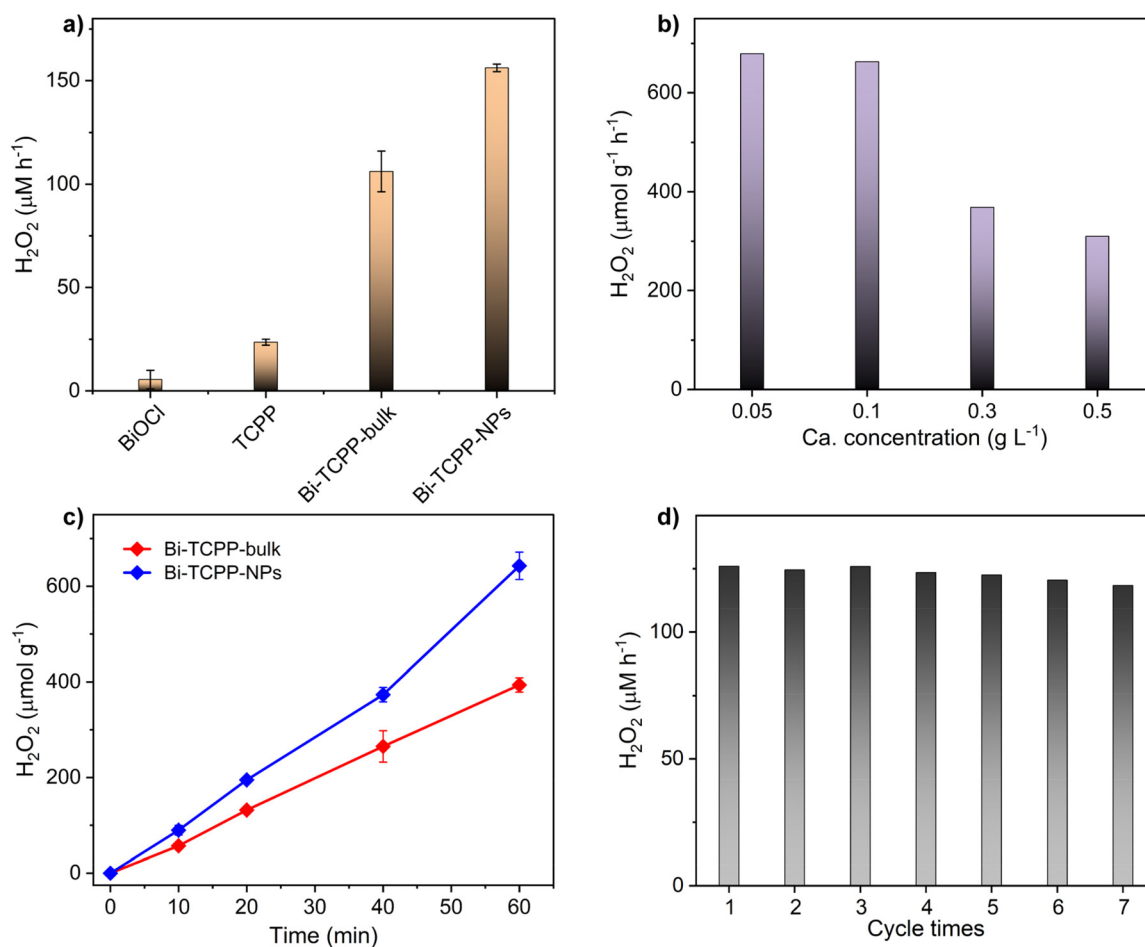 a)
H₂O₂ (μM h⁻¹)
150
100
50
0
BiOCl
TCPP
Bi-TCPP-bulk
Bi-TCPP-NPs
b)
H₂O₂ (μmol g⁻¹ h⁻¹)
600
400
200
0
0.05 0.1 0.3 0.5
Ca. concentration (g L⁻¹)
c)
Bi-TCPP-bulk
Bi-TCPP-NPs
H₂O₂ (μmol g⁻¹)
600
400
200
0
0 10 20 30 40 50 60
Time (min)
d)
H₂O₂ (μM h⁻¹)
100
50
0
1 2 3 4 5 6 7
Cycle times